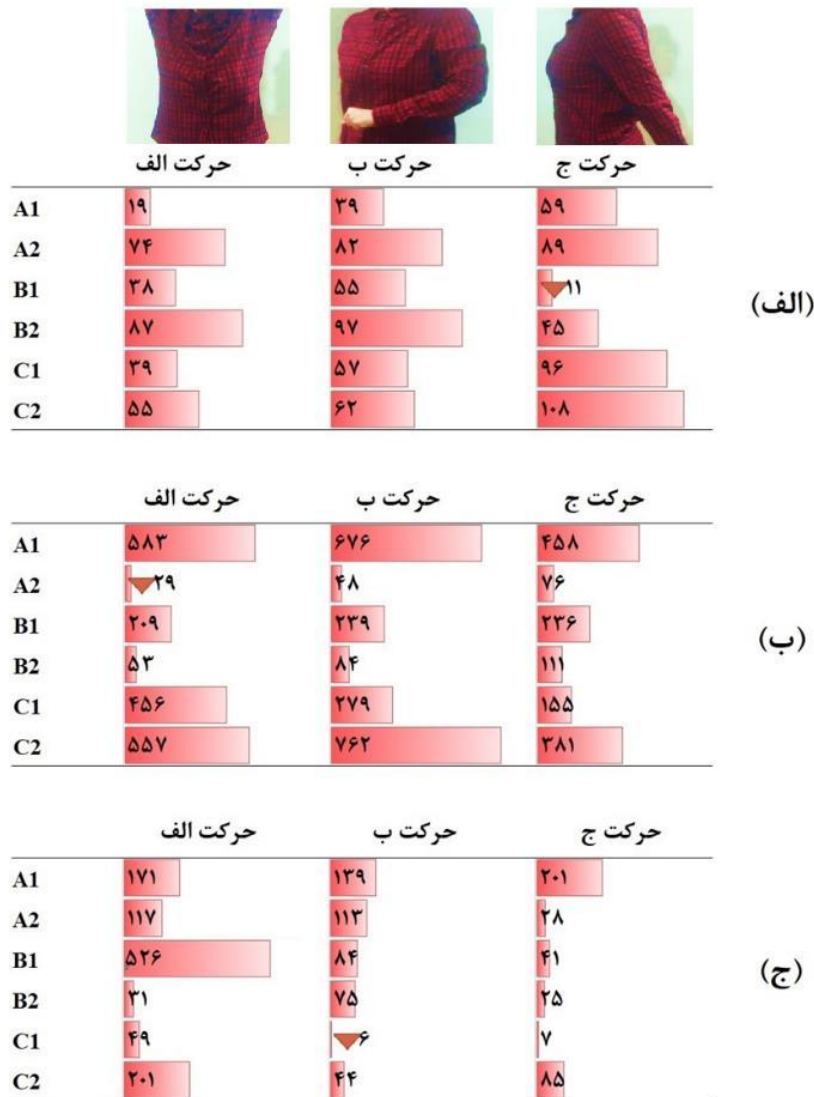 حرکت الف حرکت ب حرکت ج
A1 ۱۹ ۳۹ ۵۹
A2 ۷۴ ۸۲ ۸۹
B1 ۳۸ ۵۵ ۱۱
B2 ۸۷ ۹۷ ۴۵
C1 ۳۹ ۵۷ ۹۶
C2 ۵۵ ۶۲ ۱۰۸
(الف)
حرکت الف حرکت ب حرکت ج
A1 ۵۸۳ ۶۷۶ ۴۵۸
A2 ۲۹ ۴۸ ۷۶
B1 ۲۰۹ ۲۳۹ ۲۳۶
B2 ۵۳ ۸۴ ۱۱۱
C1 ۴۵۶ ۲۷۹ ۱۵۵
C2 ۵۵۷ ۷۶۲ ۳۸۱
(ب)
حرکت الف حرکت ب حرکت ج
A1 ۱۷۱ ۱۳۹ ۲۰۱
A2 ۱۱۷ ۱۱۳ ۲۸
B1 ۵۲۶ ۸۴ ۴۱
B2 ۳۱ ۷۵ ۲۵
C1 ۴۹ ۶ ۷
C2 ۲۰۱ ۴۴ ۸۵
(ج)